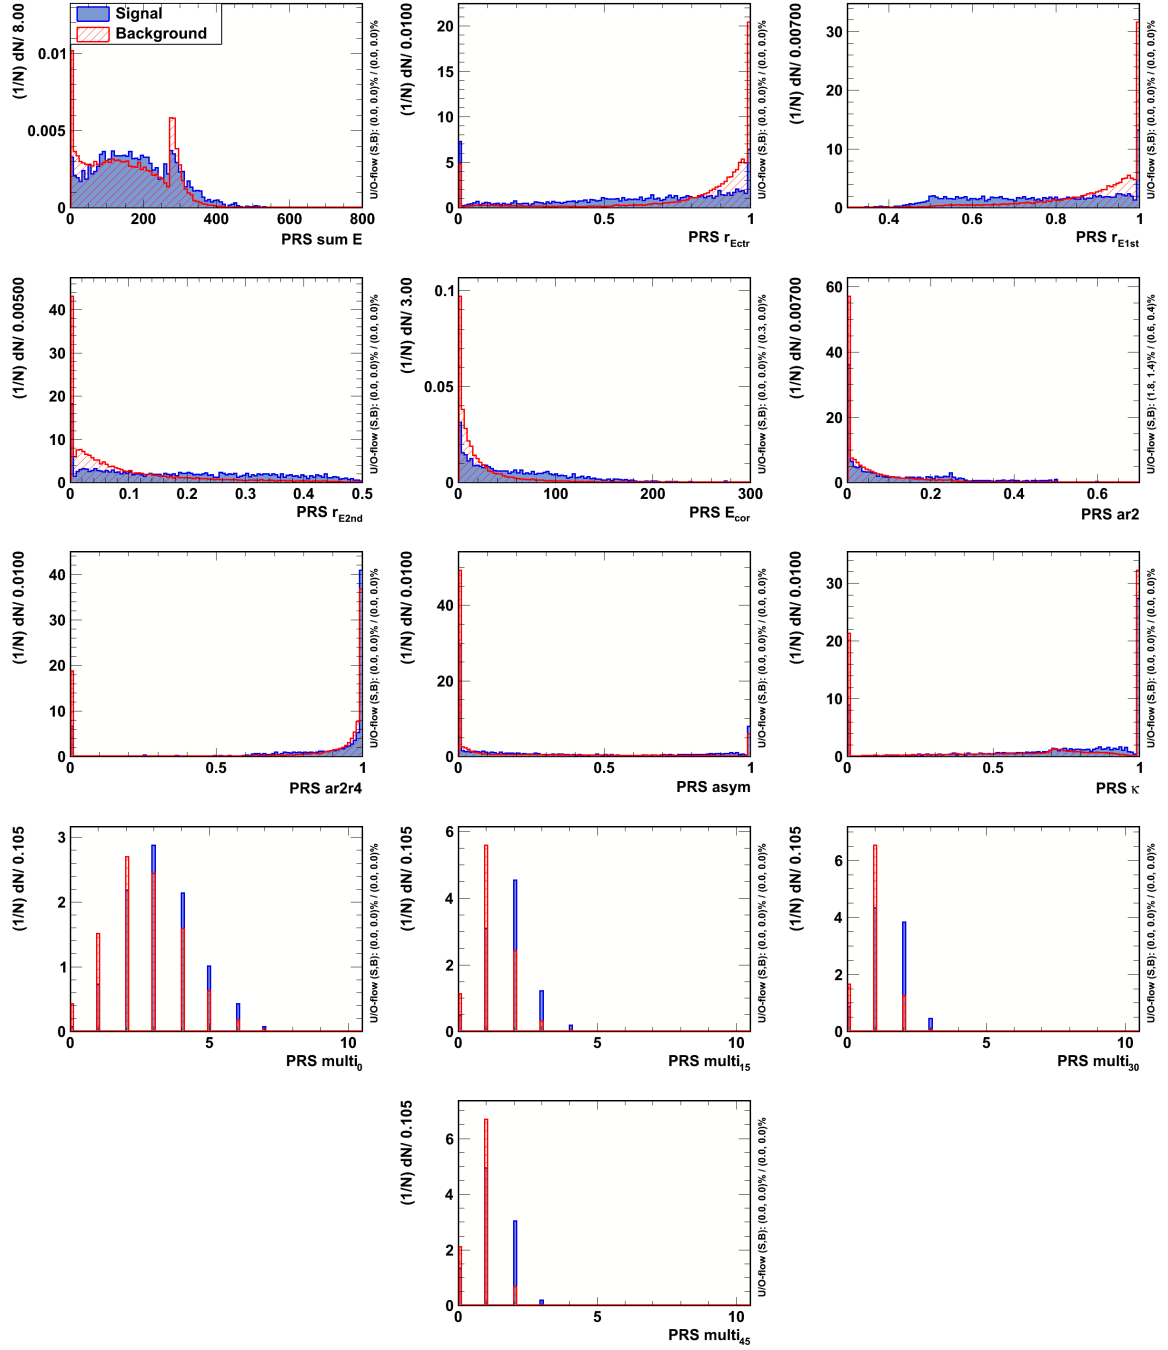 Signal
Background
(1/N) dN/ 8.00
0.01
0.005
0
0 200 400 600 800
PRS sum E
U/O-flow (S,B): (0.0, 0.0)% / (0.0, 0.0)%
(1/N) dN/ 0.0100
20
15
10
5
0
0 0.5 1
PRS rEctr
U/O-flow (S,B): (0.0, 0.0)% / (0.0, 0.0)%
(1/N) dN/ 0.00700
30
20
10
0
0.4 0.6 0.8 1
PRS rE1st
U/O-flow (S,B): (0.0, 0.0)% / (0.0, 0.0)%
(1/N) dN/ 0.00500
40
30
20
10
0
0 0.1 0.2 0.3 0.4 0.5
PRS rE2nd
U/O-flow (S,B): (0.0, 0.0)% / (0.0, 0.0)%
(1/N) dN/ 3.00
0.1
0.05
0
0 100 200 300
PRS Ecor
U/O-flow (S,B): (0.0, 0.0)% / (0.3, 0.0)%
(1/N) dN/ 0.00700
60
50
40
30
20
10
0
0 0.2 0.4 0.6
PRS ar2
U/O-flow (S,B): (1.8, 1.4)% / (0.6, 0.4)%
(1/N) dN/ 0.0100
40
30
20
10
0
0 0.5 1
PRS ar2r4
U/O-flow (S,B): (0.0, 0.0)% / (0.0, 0.0)%
(1/N) dN/ 0.0100
40
20
0
0 0.5 1
PRS asym
U/O-flow (S,B): (0.0, 0.0)% / (0.0, 0.0)%
(1/N) dN/ 0.0100
30
20
10
0
0 0.5 1
PRS κ
U/O-flow (S,B): (0.0, 0.0)% / (0.0, 0.0)%
(1/N) dN/ 0.105
3
2
1
0
0 5 10
PRS multi0
U/O-flow (S,B): (0.0, 0.0)% / (0.0, 0.0)%
(1/N) dN/ 0.105
6
4
2
0
0 5 10
PRS multi15
U/O-flow (S,B): (0.0, 0.0)% / (0.0, 0.0)%
(1/N) dN/ 0.105
6
4
2
0
0 5 10
PRS multi30
U/O-flow (S,B): (0.0, 0.0)% / (0.0, 0.0)%
(1/N) dN/ 0.105
6
4
2
0
0 5 10
PRS multi45
U/O-flow (S,B): (0.0, 0.0)% / (0.0, 0.0)%